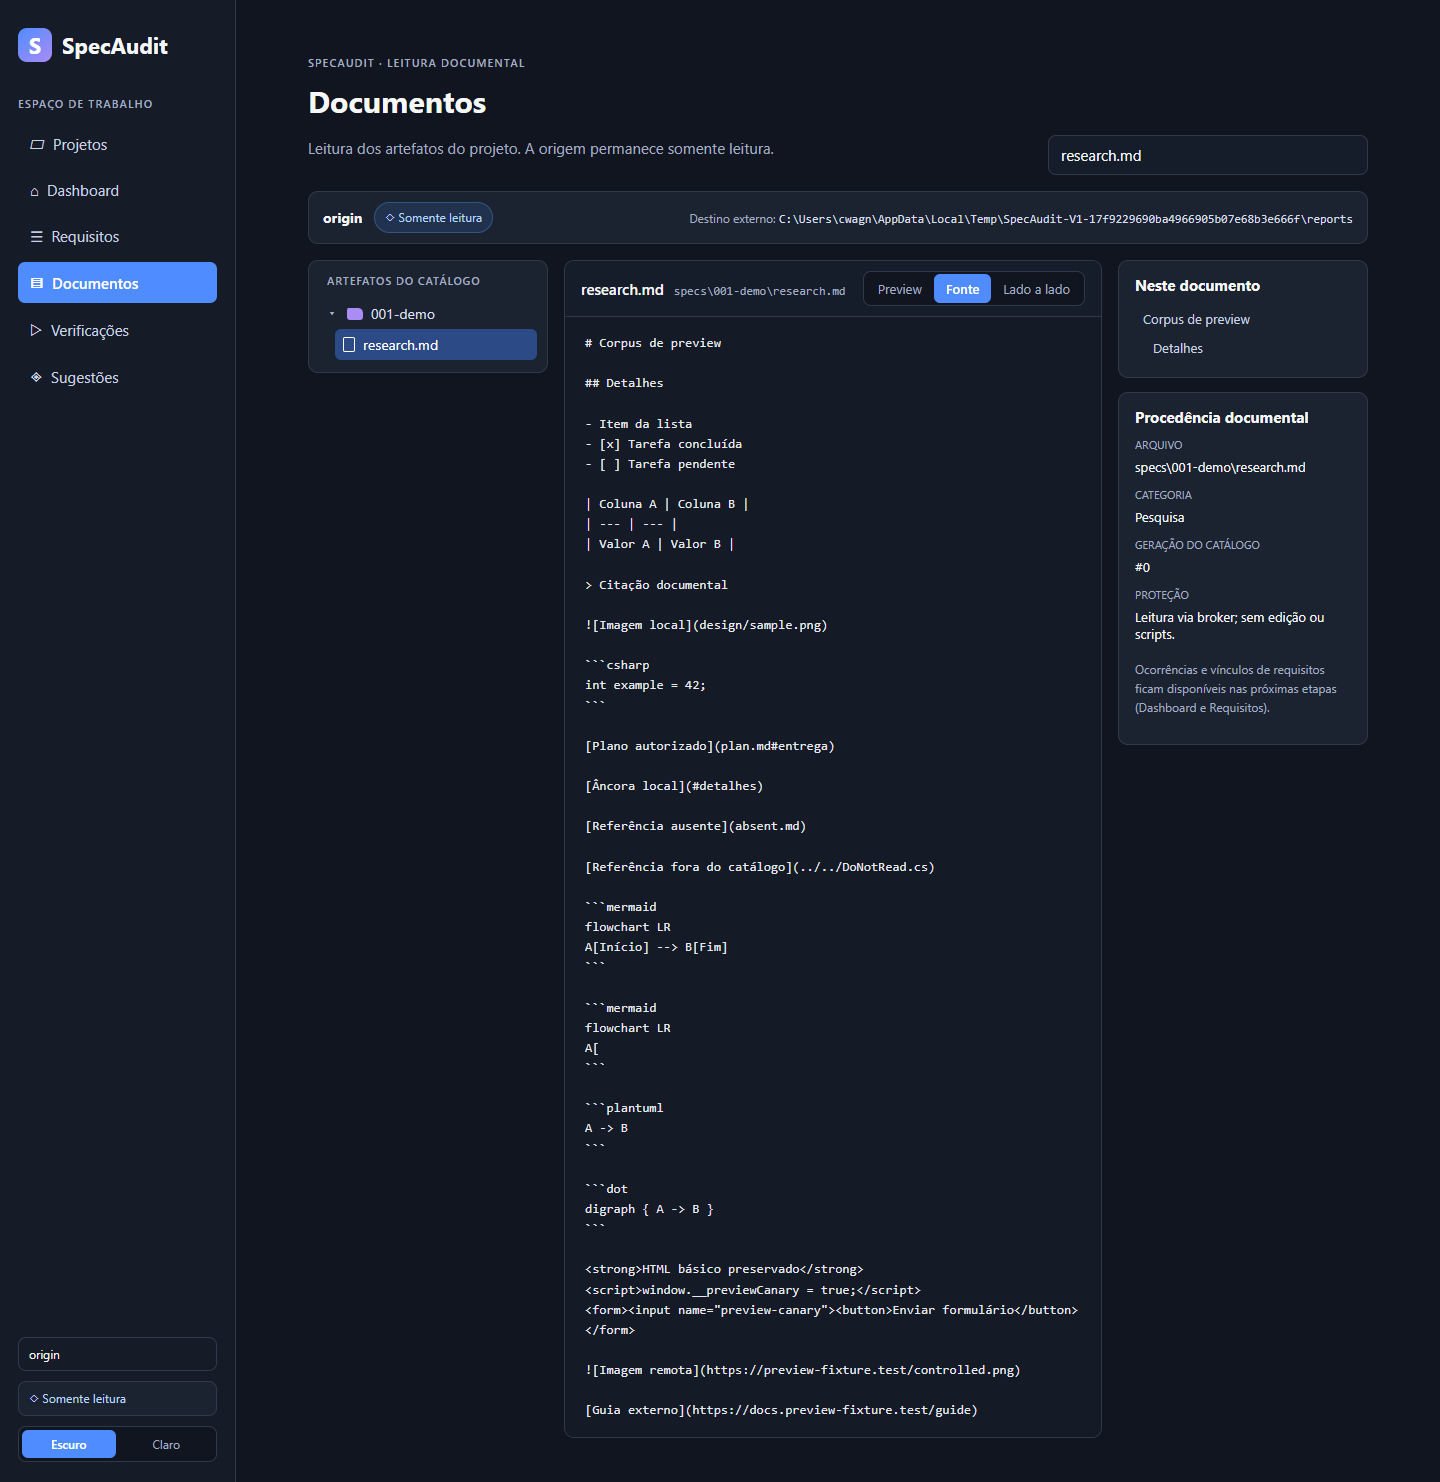 S SpecAudit
ESPAÇO DE TRABALHO
Projetos
Dashboard
Requisitos
Documentos
Verificações
Sugestões
origin
Somente leitura
Escuro Claro
SPECAUDIT · LEITURA DOCUMENTAL
Documentos
Leitura dos artefatos do projeto. A origem permanece somente leitura.
research.md
origin Somente leitura Destino externo: C:\Users\cwagn\AppData\Local\Temp\SpecAudit-V1-17f9229690ba4966905b07e68b3e666f\reports
ARTEFATOS DO CATÁLOGO
001-demo
research.md
research.md specs\001-demo\research.md Preview Fonte Lado a lado
# Corpus de preview
## Detalhes
- Item da lista
- [x] Tarefa concluída
- [ ] Tarefa pendente
| Coluna A | Coluna B |
| --- | --- |
| Valor A | Valor B |
> Citação documental
![Imagem local](design/sample.png)
```csharp
int example = 42;
```
[Plano autorizado](plan.md#entrega)
[Âncora local](#detalhes)
[Referência ausente](absent.md)
[Referência fora do catálogo](../../DoNotRead.cs)
```mermaid
flowchart LR
A[Início] --> B[Fim]
```
```mermaid
flowchart LR
A[
```
```plantuml
A -> B
```
```dot
digraph { A -> B }
```
<strong>HTML básico preservado</strong>
<script>window.__previewCanary = true;</script>
<form><input name="preview-canary"><button>Enviar formulário</button>
</form>
![Imagem remota](https://preview-fixture.test/controlled.png)
[Guia externo](https://docs.preview-fixture.test/guide)
Neste documento
Corpus de preview
Detalhes
Procedência documental
ARQUIVO
specs\001-demo\research.md
CATEGORIA
Pesquisa
GERAÇÃO DO CATÁLOGO
#0
PROTEÇÃO
Leitura via broker; sem edição ou
scripts.
Ocorrências e vínculos de requisitos
ficam disponíveis nas próximas etapas
(Dashboard e Requisitos).